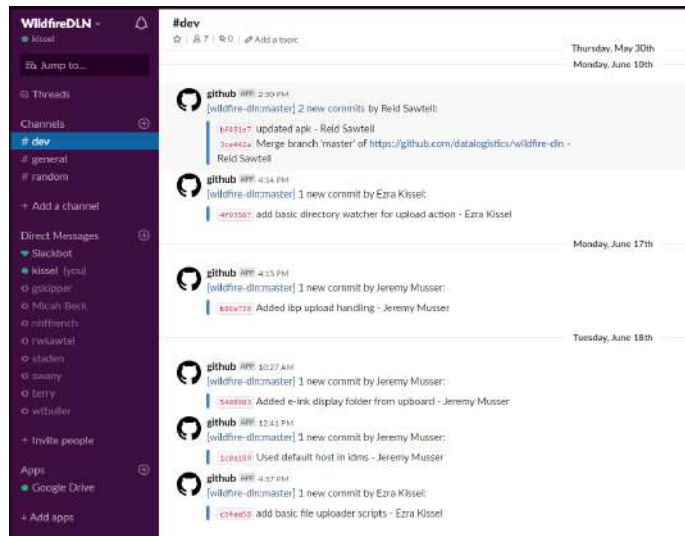 WildfireDLN
kissel
Jump to...
Threads
Channels
# dev
# general
# random
+ Add a channel
Direct Messages
Slackbot
kissel (you)
gskipper
Micah Beck
nhffrench
rwsawtel
staden
swany
terry
wtbuller
+ Invite people
Apps
Google Drive
+ Add apps
#dev
7 | 0 | Add a topic
Thursday, May 30th
Monday, June 10th
github APP 2:30 PM
[wildfire-dln:master] 2 new commits by Reid Sawtell:
updated apk - Reid Sawtell
Merge branch 'master' of https://github.com/datalogistics/wildfire-dln -
Reid Sawtell
github APP 4:14 PM
[wildfire-dln:master] 1 new commit by Ezra Kissel:
add basic directory watcher for upload action - Ezra Kissel
Monday, June 17th
github APP 4:15 PM
[wildfire-dln:master] 1 new commit by Jeremy Musser:
Added ibp upload handling - Jeremy Musser
Tuesday, June 18th
github APP 10:27 AM
[wildfire-dln:master] 1 new commit by Jeremy Musser:
Added e-ink display folder from upboard - Jeremy Musser
github APP 12:41 PM
[wildfire-dln:master] 1 new commit by Jeremy Musser:
Used default host in idms - Jeremy Musser
github APP 4:37 PM
[wildfire-dln:master] 1 new commit by Ezra Kissel:
add basic file uploader scripts - Ezra Kissel